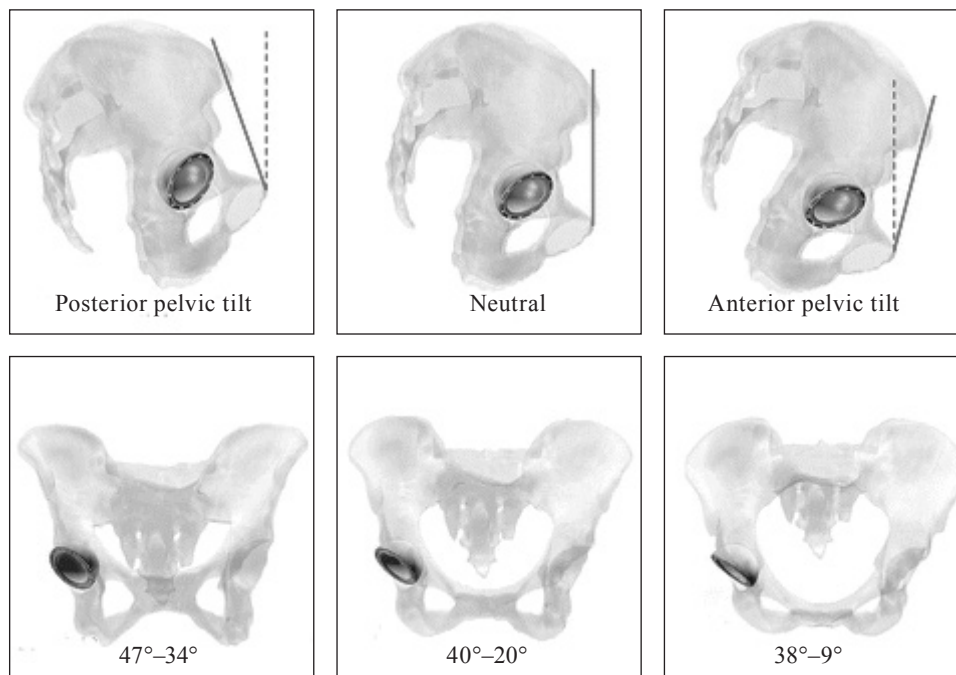 Posterior pelvic tilt
Neutral
Anterior pelvic tilt
47°–34°
40°–20°
38°–9°